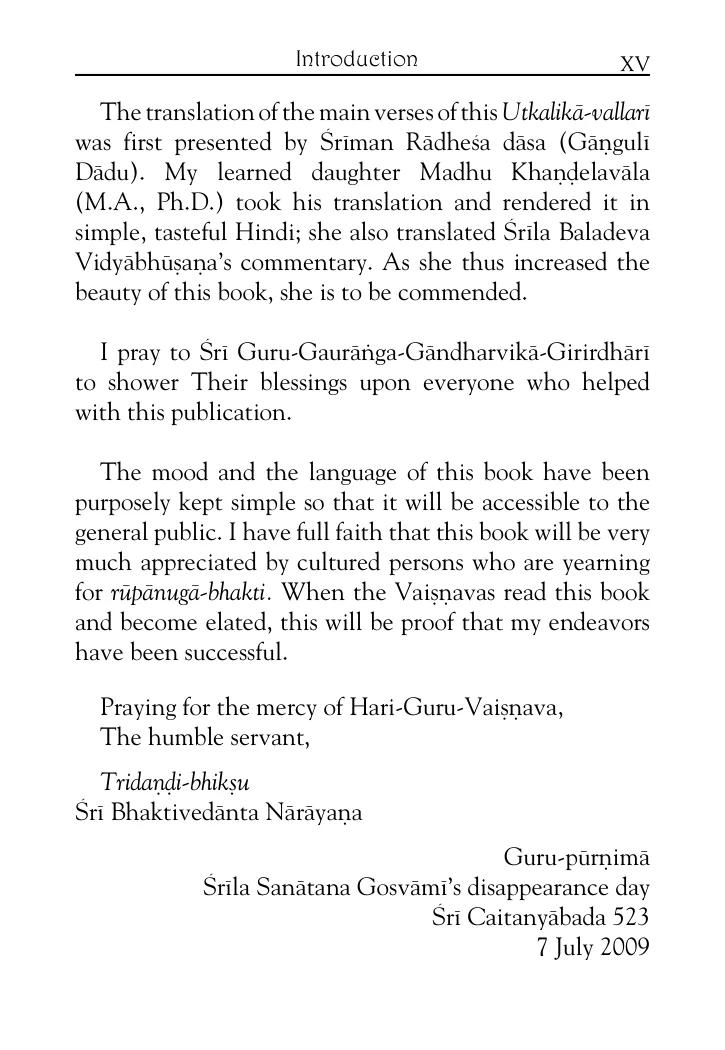 Introduction XV
The translation of the main verses of this Utkalikā-vallarī
was first presented by Śrīman Rādheśa dāsa (Gāṇgulī
Dādu). My learned daughter Madhu Khaṇḍelavāla
(M.A., Ph.D.) took his translation and rendered it in
simple, tasteful Hindi; she also translated Śrīla Baladeva
Vidyābhūṣaṇa’s commentary. As she thus increased the
beauty of this book, she is to be commended.
I pray to Śrī Guru-Gaurāṅga-Gāndharvikā-Girirdhārī
to shower Their blessings upon everyone who helped
with this publication.
The mood and the language of this book have been
purposely kept simple so that it will be accessible to the
general public. I have full faith that this book will be very
much appreciated by cultured persons who are yearning
for rūpānugā-bhakti. When the Vaiṣṇavas read this book
and become elated, this will be proof that my endeavors
have been successful.
Praying for the mercy of Hari-Guru-Vaiṣṇava,
The humble servant,
Tridaṇḍi-bhikṣu
Śrī Bhaktivedānta Nārāyaṇa
Guru-pūrṇimā
Śrīla Sanātana Gosvāmī’s disappearance day
Śrī Caitanyābada 523
7 July 2009